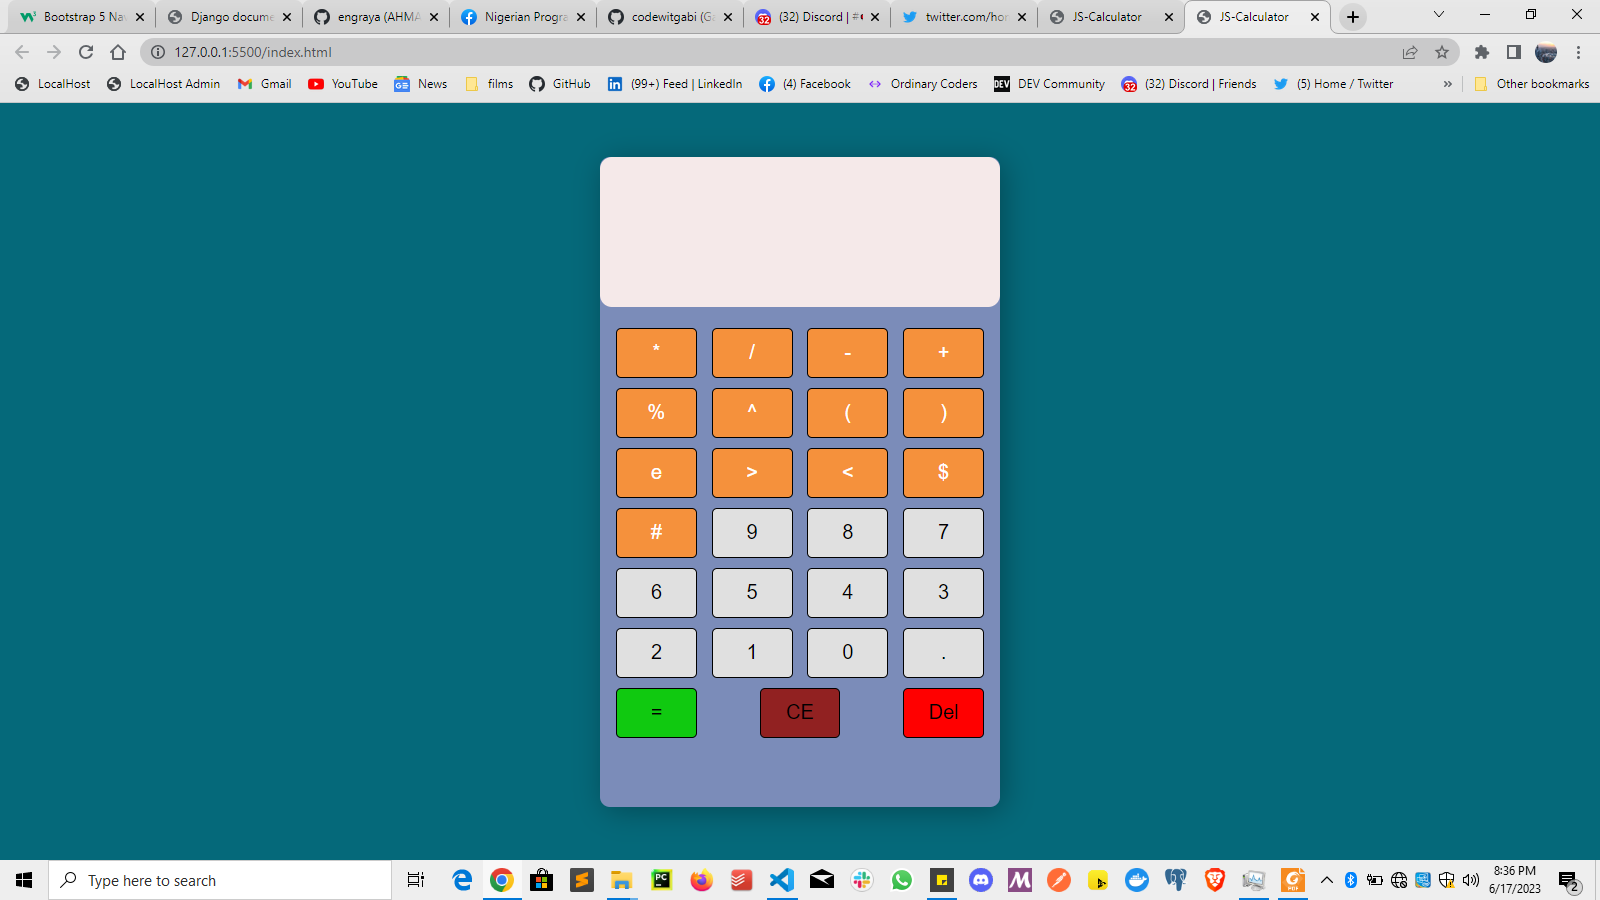 Bootstrap 5 Nav
Django docume
engraya (AHMA
Nigerian Progra
codewitgabi (Ga
(32) Discord | #
twitter.com/hor
JS-Calculator
JS-Calculator
127.0.0.1:5500/index.html
LocalHost
LocalHost Admin
Gmail
YouTube
News
films
GitHub
(99+) Feed | LinkedIn
(4) Facebook
Ordinary Coders
DEV Community
(32) Discord | Friends
(5) Home / Twitter
»
Other bookmarks
* / - +
% ^ ( )
e > < $
# 9 8 7
6 5 4 3
2 1 0 .
= CE Del
Type here to search
8:36 PM
6/17/2023
2